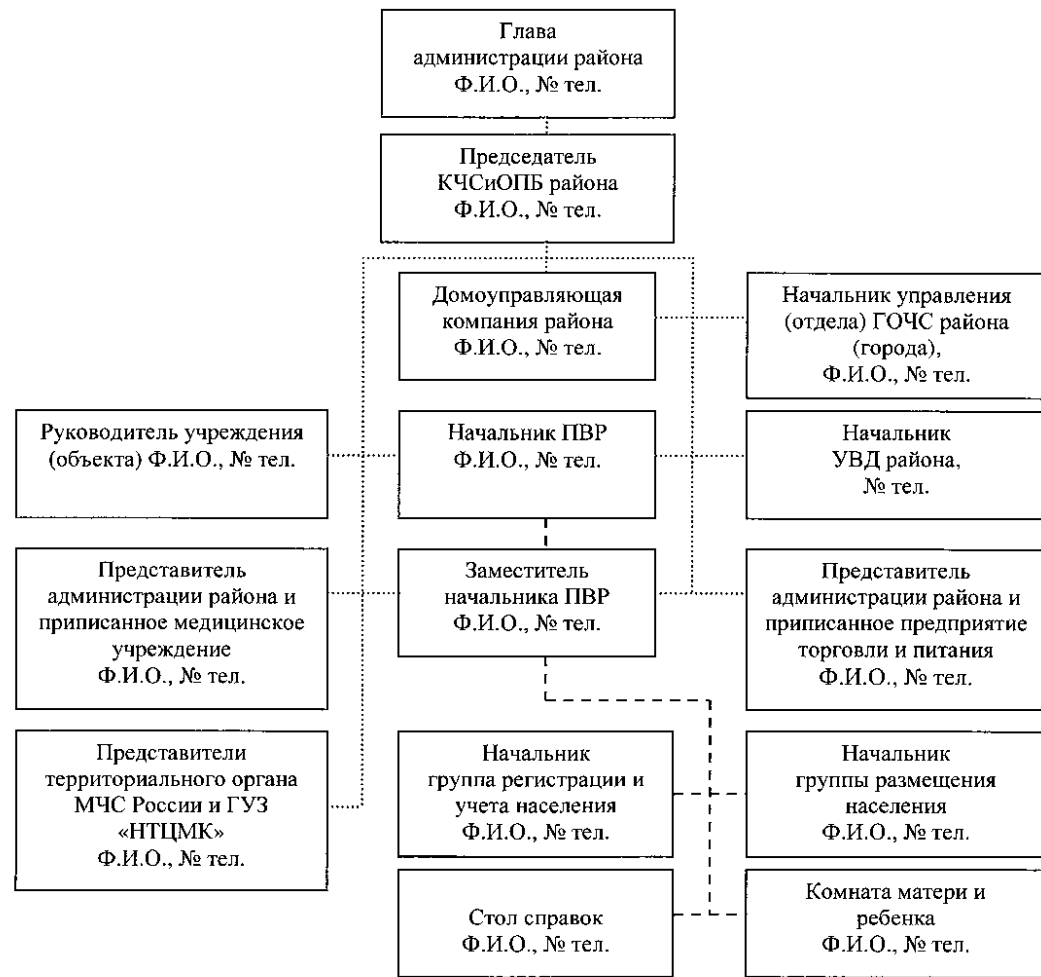 Глава
администрации района
Ф.И.О., № тел.
Председатель
КЧСиОПБ района
Ф.И.О., № тел.
Домоуправляющая
компания района
Ф.И.О., № тел.
Начальник управления
(отдела) ГОЧС района
(города),
Ф.И.О., № тел.
Руководитель учреждения
(объекта) Ф.И.О., № тел.
Начальник ПВР
Ф.И.О., № тел.
Начальник
УВД района,
№ тел.
Представитель
администрации района и
приписанное медицинское
учреждение
Ф.И.О., № тел.
Заместитель
начальника ПВР
Ф.И.О., № тел.
Представитель
администрации района и
приписанное предприятие
торговли и питания
Ф.И.О., № тел.
Представители
территориального органа
МЧС России и ГУЗ
«НТЦМК»
Ф.И.О., № тел.
Начальник
группа регистрации и
учета населения
Ф.И.О., № тел.
Начальник
группы размещения
населения
Ф.И.О., № тел.
Стол справок
Ф.И.О., № тел.
Комната матери и
ребенка
Ф.И.О., № тел.